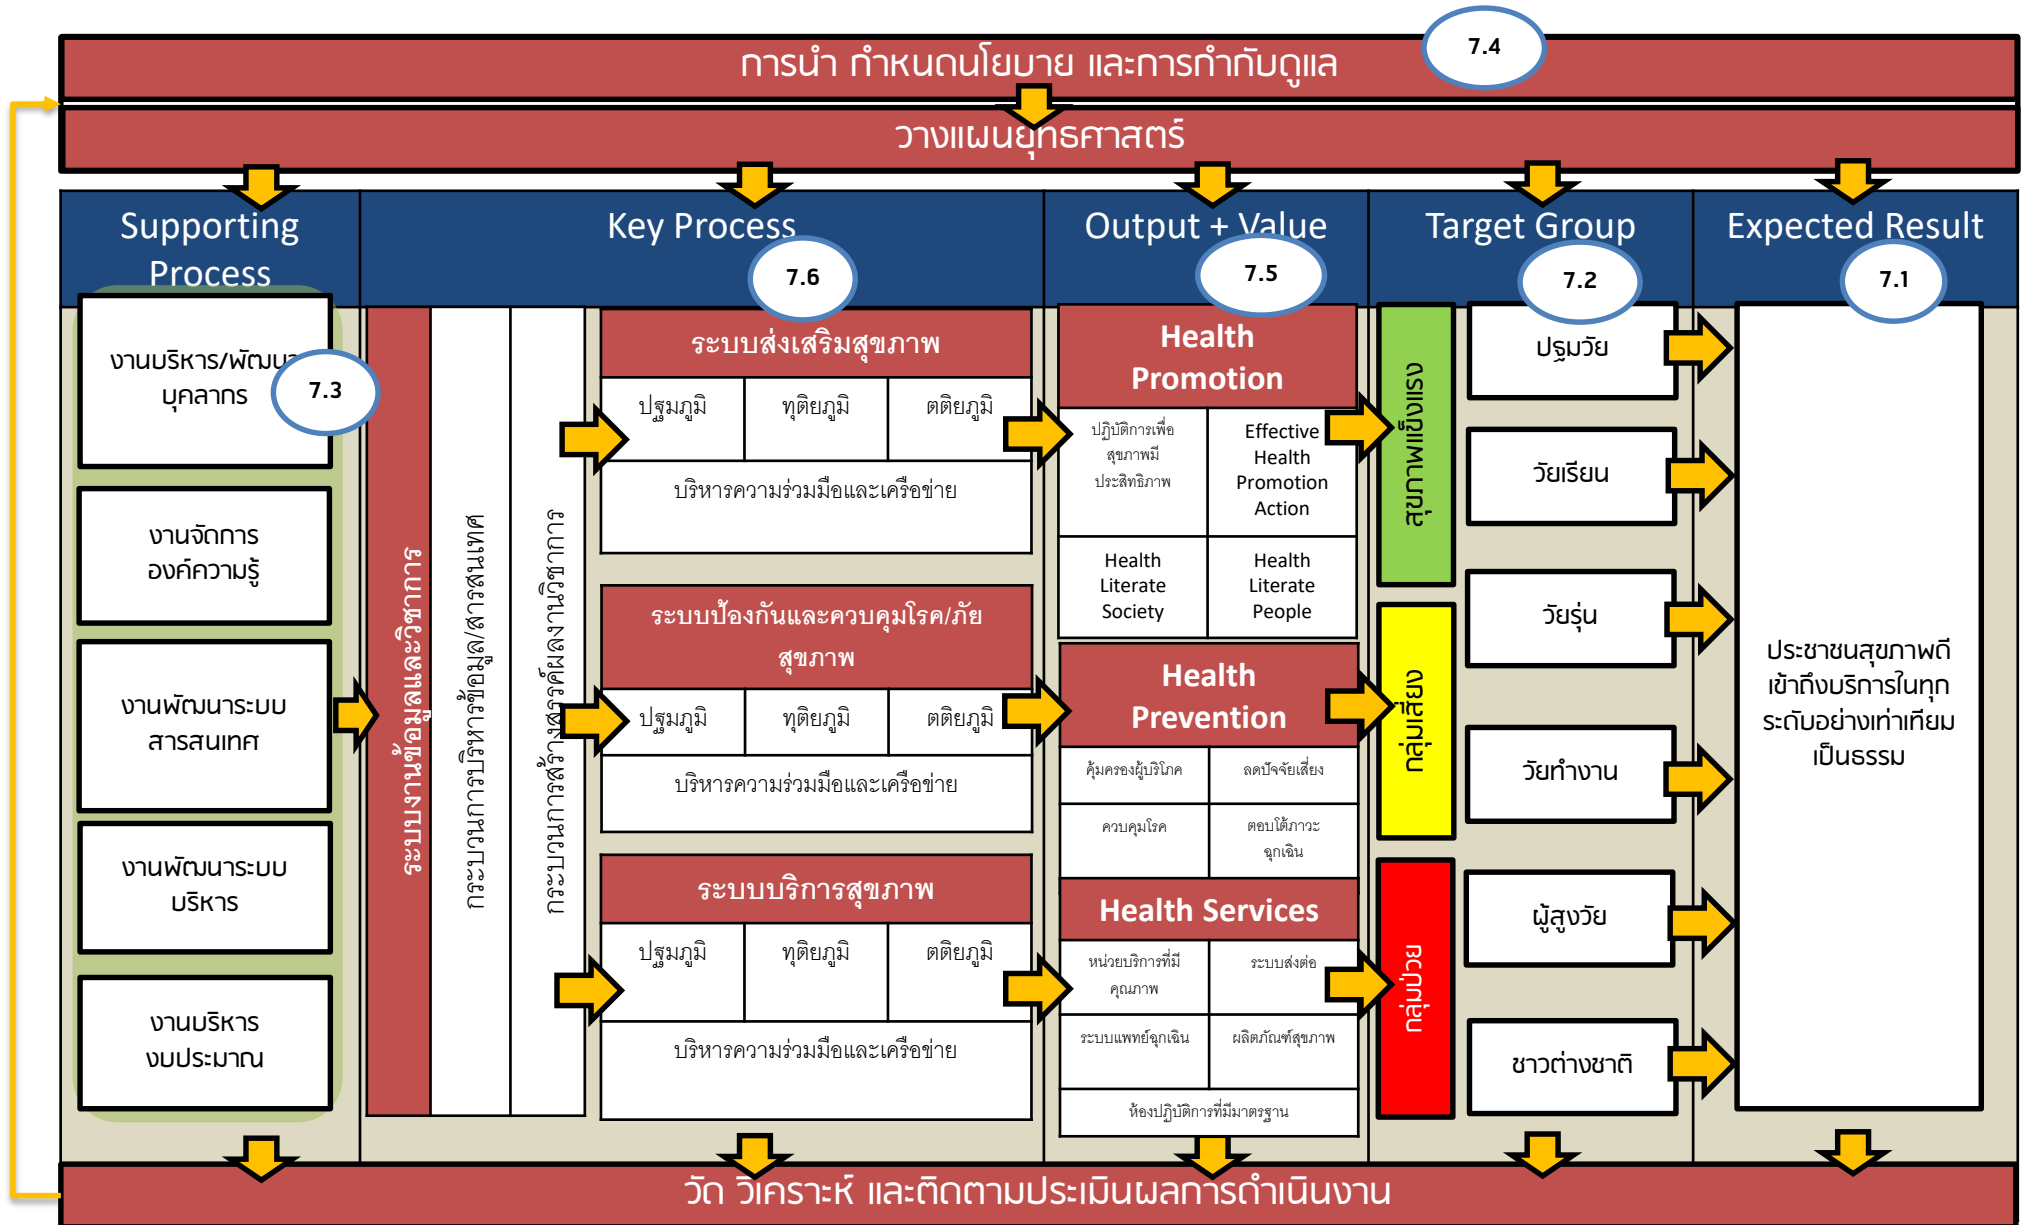 การนำ กำหนดนโยบาย และการกำกับดูแล
7.4
วางแผนยุทธศาสตร์
Supporting
Process
งานบริหาร/พัฒนา
บุคลากร
7.3
งานจัดการ
องค์ความรู้
งานพัฒนาระบบ
สารสนเทศ
งานพัฒนาระบบ
บริหาร
งานบริหาร
งบประมาณ
Key Process
7.6
ระบบงานข้อมูลและวิชาการ
กระบวนการบริหารข้อมูล/สารสนเทศ
กระบวนการสร้างสรรค์ผลงานวิชาการ
ระบบส่งเสริมสุขภาพ
ปฐมภูมิ
ทุติยภูมิ
ตติยภูมิ
บริหารความร่วมมือและเครือข่าย
ระบบป้องกันและควบคุมโรค/ภัย
สุขภาพ
ปฐมภูมิ
ทุติยภูมิ
ตติยภูมิ
บริหารความร่วมมือและเครือข่าย
ระบบบริการสุขภาพ
ปฐมภูมิ
ทุติยภูมิ
ตติยภูมิ
บริหารความร่วมมือและเครือข่าย
Output + Value
7.5
Health
Promotion
ปฏิบัติการเพื่อ
สุขภาพมี
ประสิทธิภาพ
Effective
Health
Promotion
Action
Health
Literate
Society
Health
Literate
People
Health
Prevention
คุ้มครองผู้บริโภค
ลดปัจจัยเสี่ยง
ควบคุมโรค
ตอบโต้ภาวะ
ฉุกเฉิน
Health Services
หน่วยบริการที่มี
คุณภาพ
ระบบส่งต่อ
ระบบแพทย์ฉุกเฉิน
ผลิตภัณฑ์สุขภาพ
ห้องปฏิบัติการที่มีมาตรฐาน
Target Group
7.2
สุขภาพแข็งแรง
กลุ่มเสี่ยง
กลุ่มป่วย
ปฐมวัย
วัยเรียน
วัยรุ่น
วัยทำงาน
ผู้สูงวัย
ชาวต่างชาติ
Expected Result
7.1
ประชาชนสุขภาพดี
เข้าถึงบริการในทุก
ระดับอย่างเท่าเทียม
เป็นธรรม
วัด วิเคราะห์ และติดตามประเมินผลการดำเนินงาน